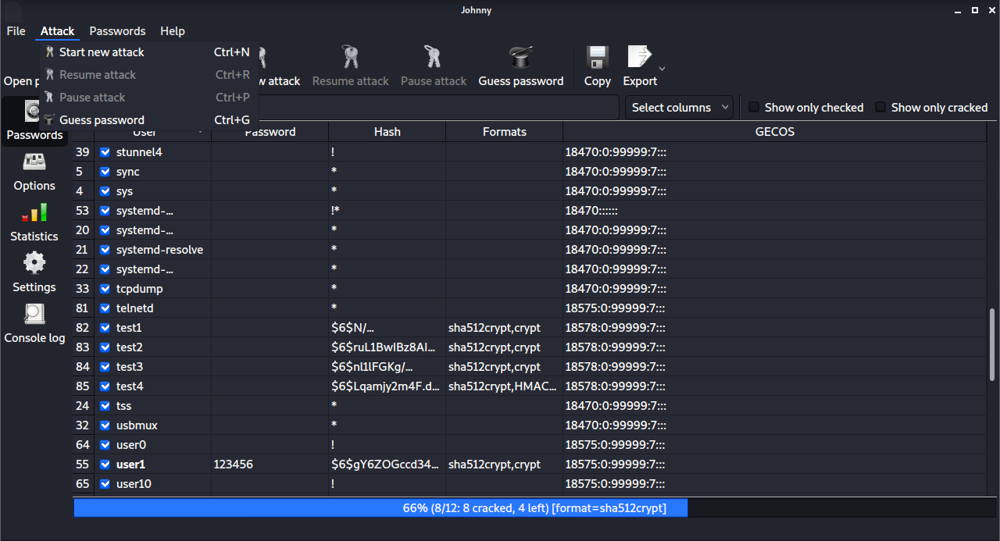 Johnny
File Attack Passwords Help
Start new attack Ctrl+N
Resume attack Ctrl+R
Pause attack Ctrl+P
Guess password Ctrl+G
Open p w attack Resume attack Pause attack Guess password Copy Export
Passwords
Options
Statistics
Settings
Console log
Select columns Show only checked Show only cracked
User Password Hash Formats GECOS
39 stunnel4 ! 18470:0:99999:7:::
5 sync * 18470:0:99999:7:::
4 sys * 18470:0:99999:7:::
53 systemd-... !* 18470::::::
20 systemd-... * 18470:0:99999:7:::
21 systemd-resolve * 18470:0:99999:7:::
22 systemd-... * 18470:0:99999:7:::
33 tcpdump * 18470:0:99999:7:::
81 telnetd * 18575:0:99999:7:::
82 test1 $6$N/... sha512crypt,crypt 18578:0:99999:7:::
83 test2 $6$ruL1BwIBz8AI... sha512crypt,crypt 18578:0:99999:7:::
84 test3 $6$nl1lFGKg/... sha512crypt,crypt 18578:0:99999:7:::
85 test4 $6$Lqamjy2m4F.d... sha512crypt,HMAC... 18578:0:99999:7:::
24 tss * 18470:0:99999:7:::
32 usbmux * 18470:0:99999:7:::
64 user0 ! 18575:0:99999:7:::
55 user1 123456 $6$gY6ZOGccd34... sha512crypt,crypt 18575:0:99999:7:::
65 user10 ! 18575:0:99999:7:::
66% (8/12: 8 cracked, 4 left) [format=sha512crypt]